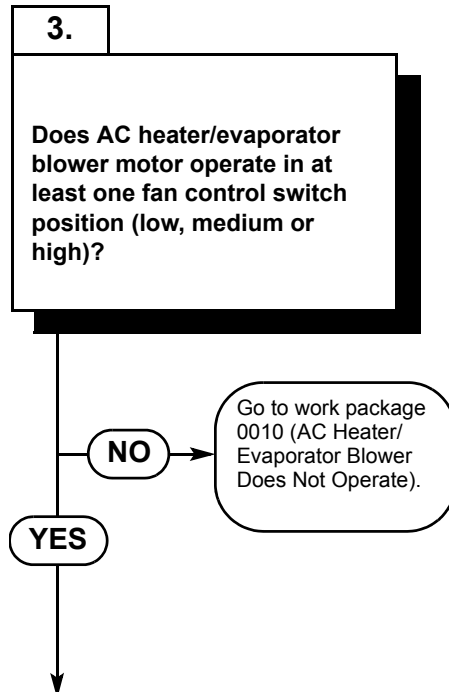 3.
Does AC heater/evaporator
blower motor operate in at
least one fan control switch
position (low, medium or
high)?
NO
Go to work package
0010 (AC Heater/
Evaporator Blower
Does Not Operate).
YES